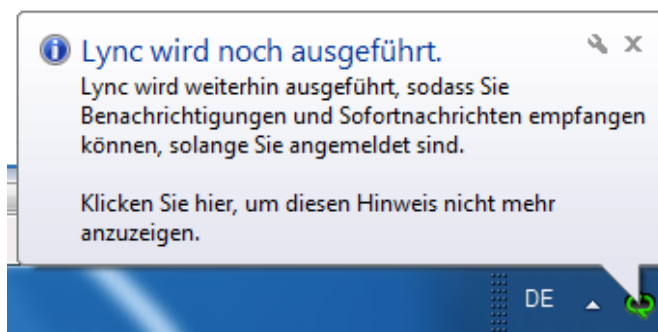 Lync wird noch ausgeführt.
Lync wird weiterhin ausgeführt, sodass Sie
Benachrichtigungen und Sofortnachrichten empfangen
können, solange Sie angemeldet sind.
Klicken Sie hier, um diesen Hinweis nicht mehr
anzuzeigen.
DE